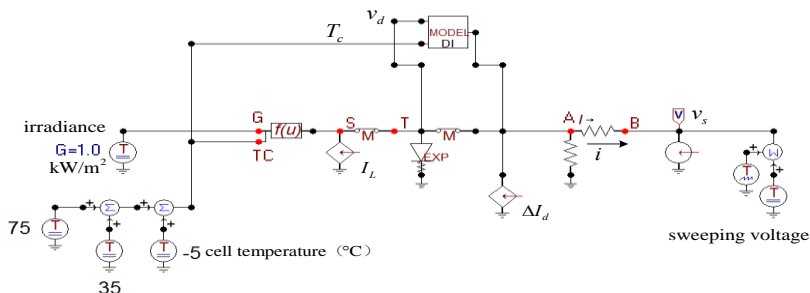 v_d
MODEL
DI
T_c
irradiance
G=1.0
kW/m²
T
G
TC
f(u)
S
M
T
M
EXP
I_L
ΔI_d
A
I→
B
i
V
v_s
T
Σ
T
sweeping voltage
75
T
+
Σ
+
+
Σ
+
T
35
T
-5 cell temperature (°C)
+
+